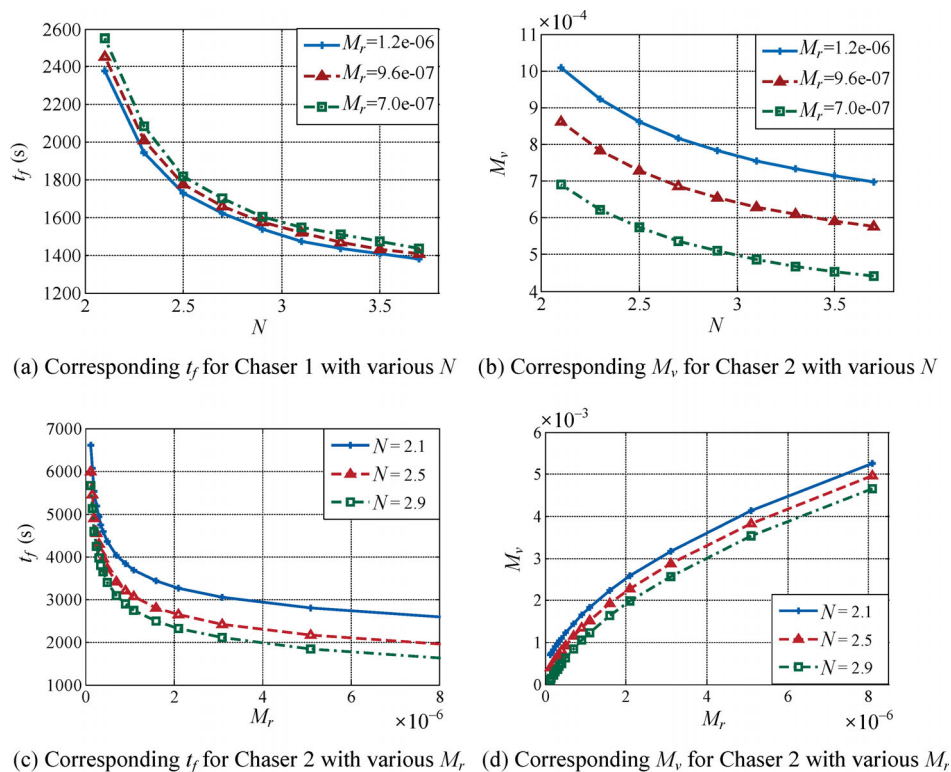 2600
2400
2200
2000
1800
1600
1400
1200
t_f (s)
2 2.5 3 3.5
N
M_r=1.2e-06
M_r=9.6e-07
M_r=7.0e-07
(a) Corresponding t_f for Chaser 1 with various N
×10⁻⁴
11
10
9
8
7
6
5
4
M_v
2 2.5 3 3.5
N
M_r=1.2e-06
M_r=9.6e-07
M_r=7.0e-07
(b) Corresponding M_v for Chaser 2 with various N
7000
6000
5000
4000
3000
2000
1000
t_f (s)
0 2 4 6 8
M_r ×10⁻⁶
N=2.1
N=2.5
N=2.9
(c) Corresponding t_f for Chaser 2 with various M_r
×10⁻³
6
5
4
3
2
1
0
M_v
0 2 4 6 8
M_r ×10⁻⁶
N=2.1
N=2.5
N=2.9
(d) Corresponding M_v for Chaser 2 with various M_r